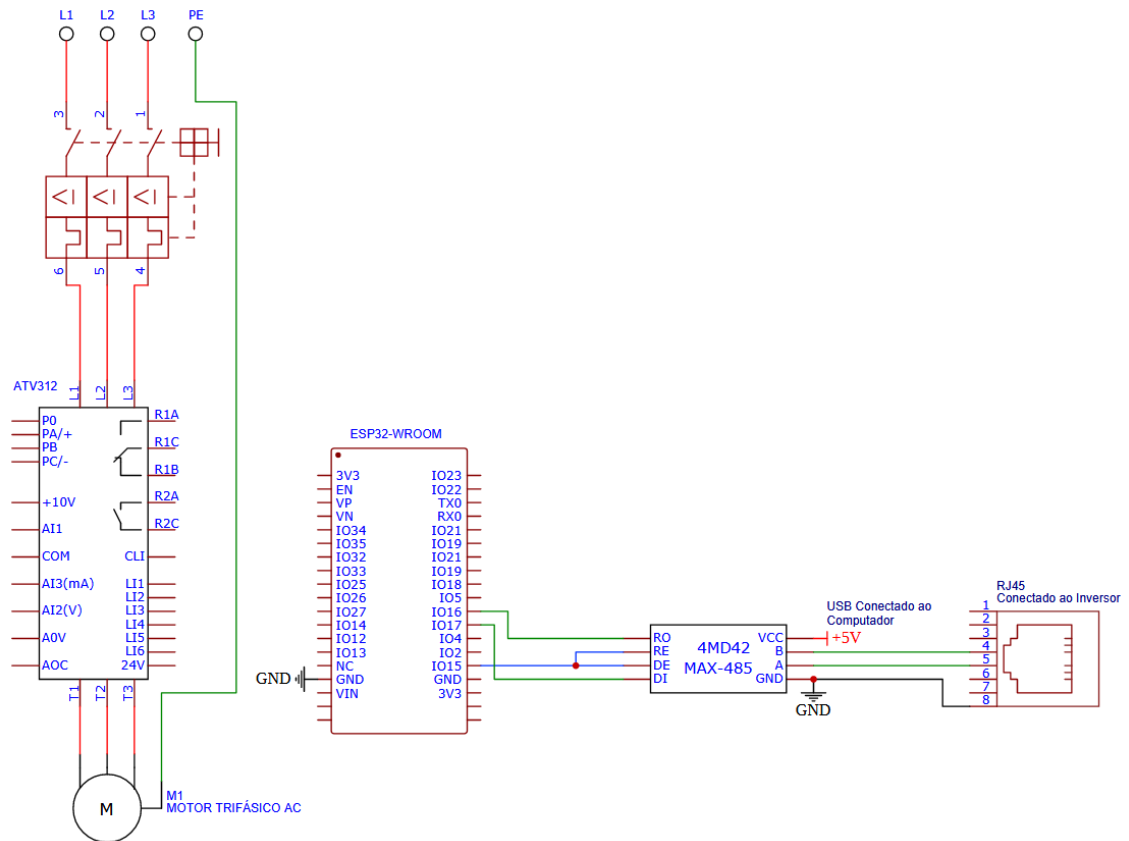 L1 L2 L3 PE
3 2 1
6 5 4
ATV312
L1 L2 L3
P0
PA/+
PB
PC/-
+10V
AI1
COM
AI3(mA)
AI2(V)
A0V
AOC
R1A
R1C
R1B
R2A
R2C
CLI
LI1
LI2
LI3
LI4
LI5
LI6
24V
T1 T2 T3
M
M1
MOTOR TRIFÁSICO AC
ESP32-WROOM
3V3
EN
VP
VN
IO34
IO35
IO32
IO33
IO25
IO26
IO27
IO14
IO12
IO13
NC
GND
VIN
IO23
IO22
TX0
RX0
IO21
IO19
IO21
IO19
IO18
IO5
IO16
IO17
IO4
IO2
IO15
GND
3V3
GND
RO
RE
DE
DI
4MD42
MAX-485
VCC
B
A
GND
USB Conectado ao
Computador
+5V
GND
RJ45
Conectado ao Inversor
1
2
3
4
5
6
7
8